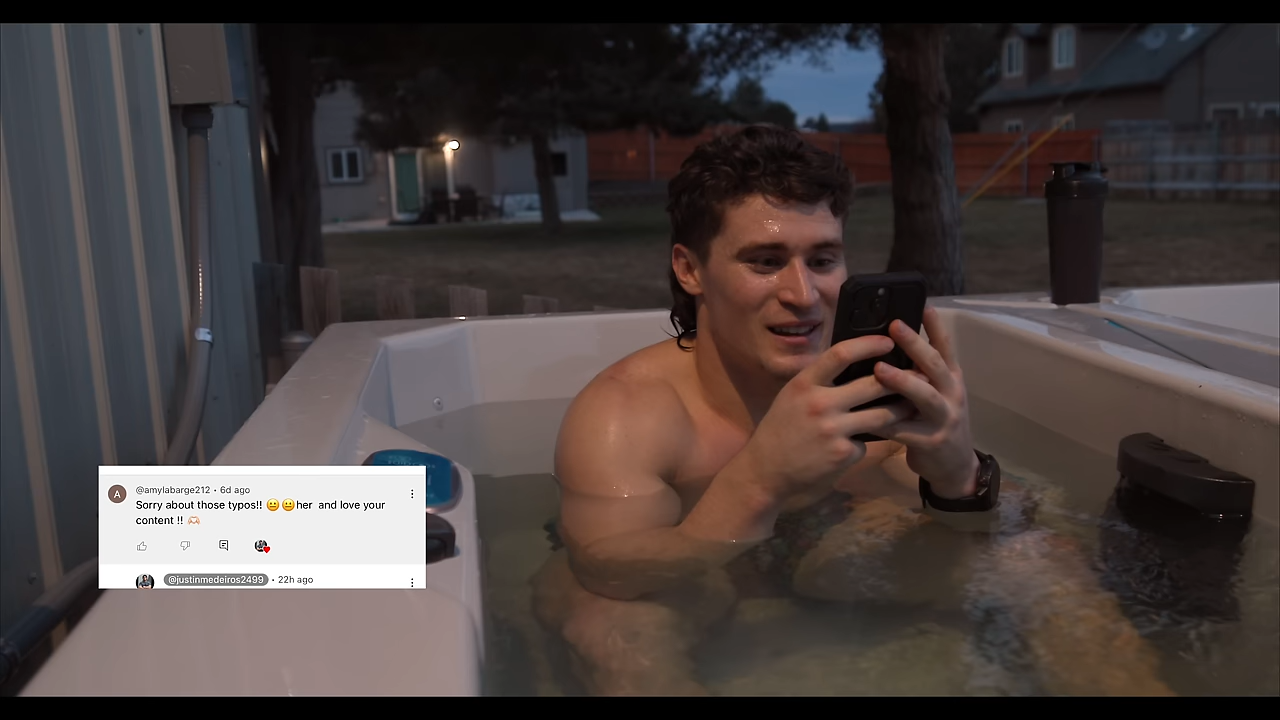 A
@amylabarge212 • 6d ago
Sorry about those typos!! 😐😐her and love your
content !! 🫶🏻
@justinmedeiros2499 • 22h ago